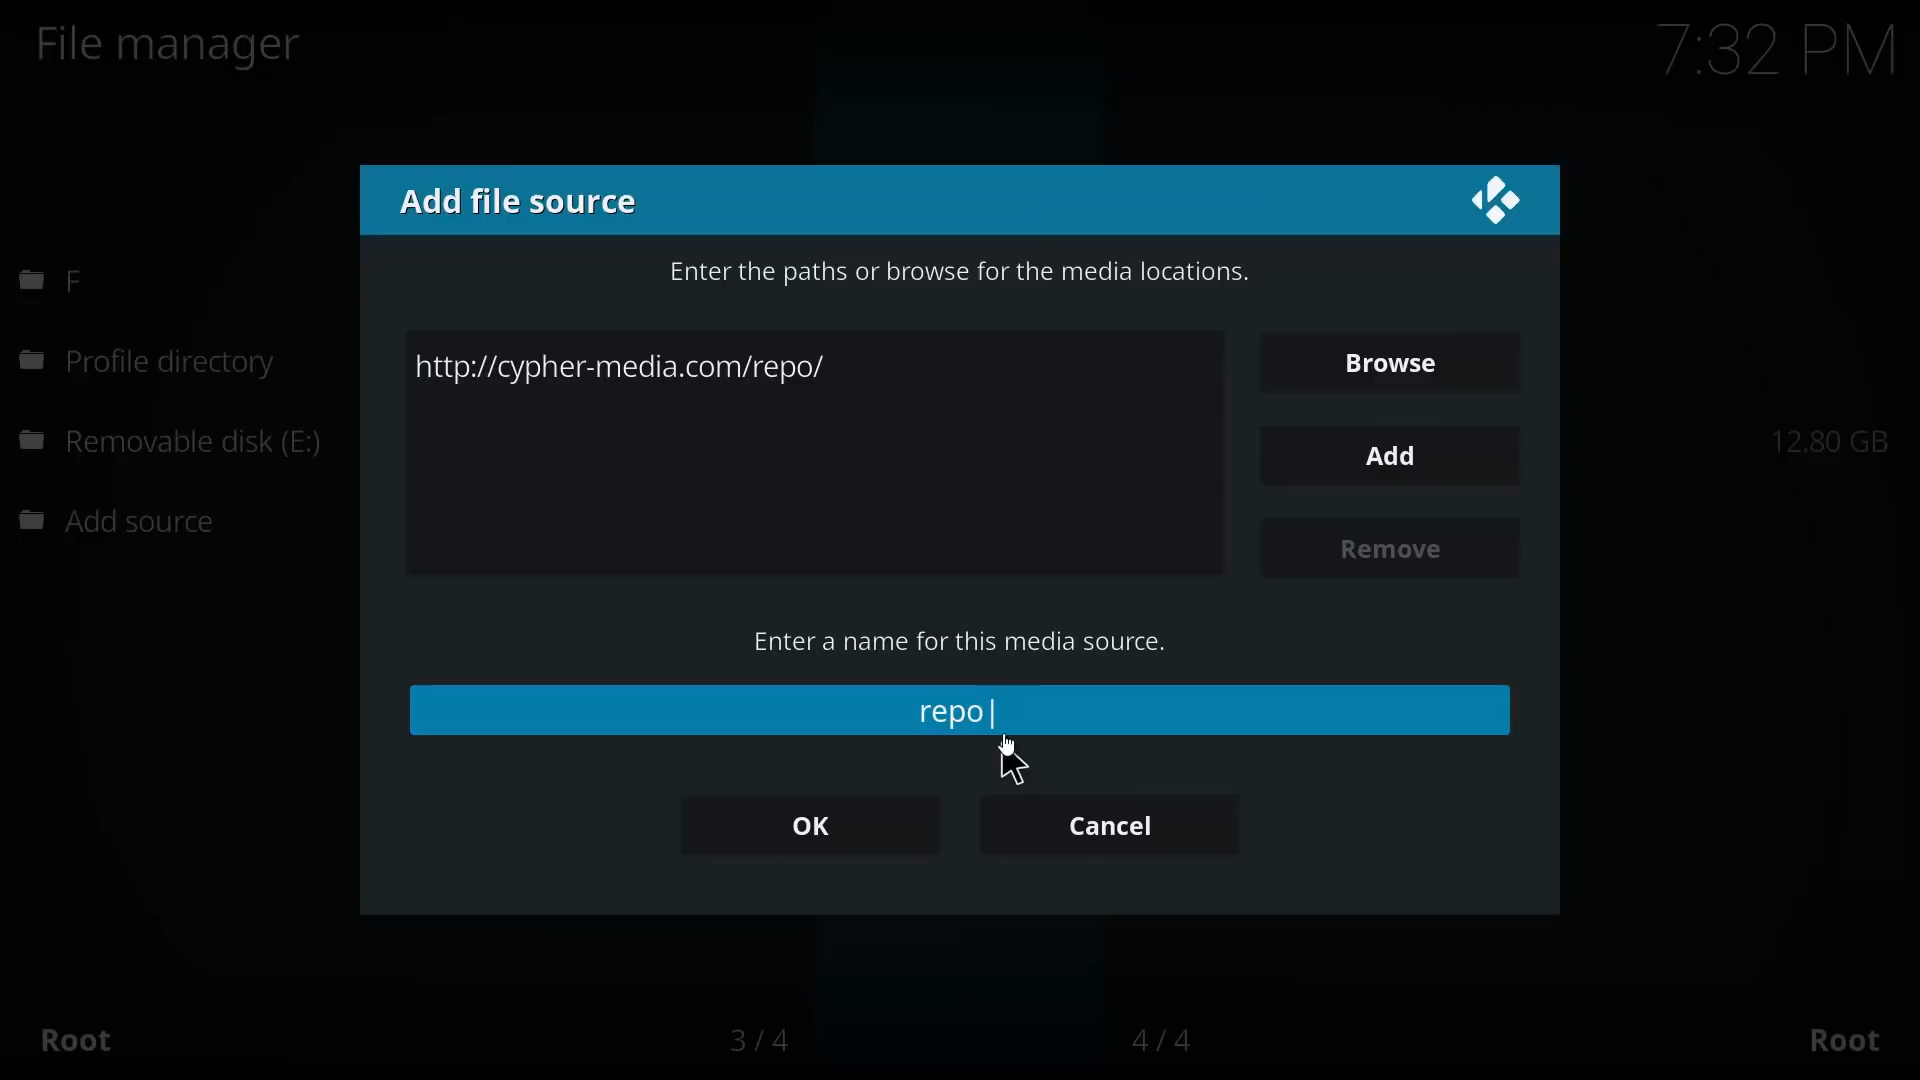 File manager
7:32 PM
Add file source
Enter the paths or browse for the media locations.
http://cypher-media.com/repo/
Browse
Add
Remove
F
Profile directory
Removable disk (E:)
12.80 GB
Add source
Enter a name for this media source.
repo|
OK
Cancel
Root
3 / 4
4 / 4
Root